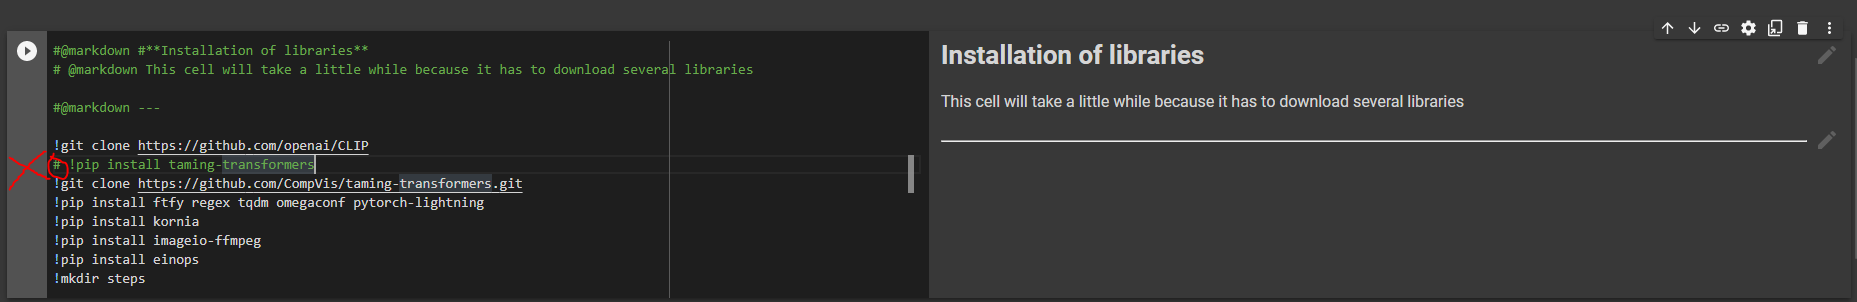 #@markdown #**Installation of libraries**
# @markdown This cell will take a little while because it has to download several libraries
#@markdown ---
!git clone https://github.com/openai/CLIP
# !pip install taming-transformers
!git clone https://github.com/CompVis/taming-transformers.git
!pip install ftfy regex tqdm omegaconf pytorch-lightning
!pip install kornia
!pip install imageio-ffmpeg
!pip install einops
!mkdir steps
Installation of libraries
This cell will take a little while because it has to download several libraries